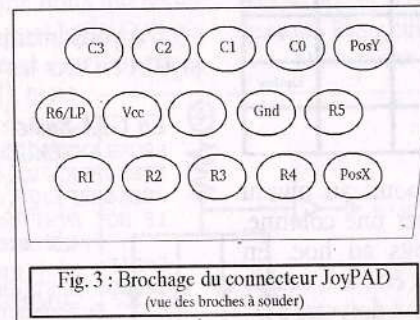 C3 C2 C1 C0 PosY
R6/LP Vcc Gnd R5
R1 R2 R3 R4 PosX
Fig. 3 : Brochage du connecteur JoyPAD
(vue des broches à souder)